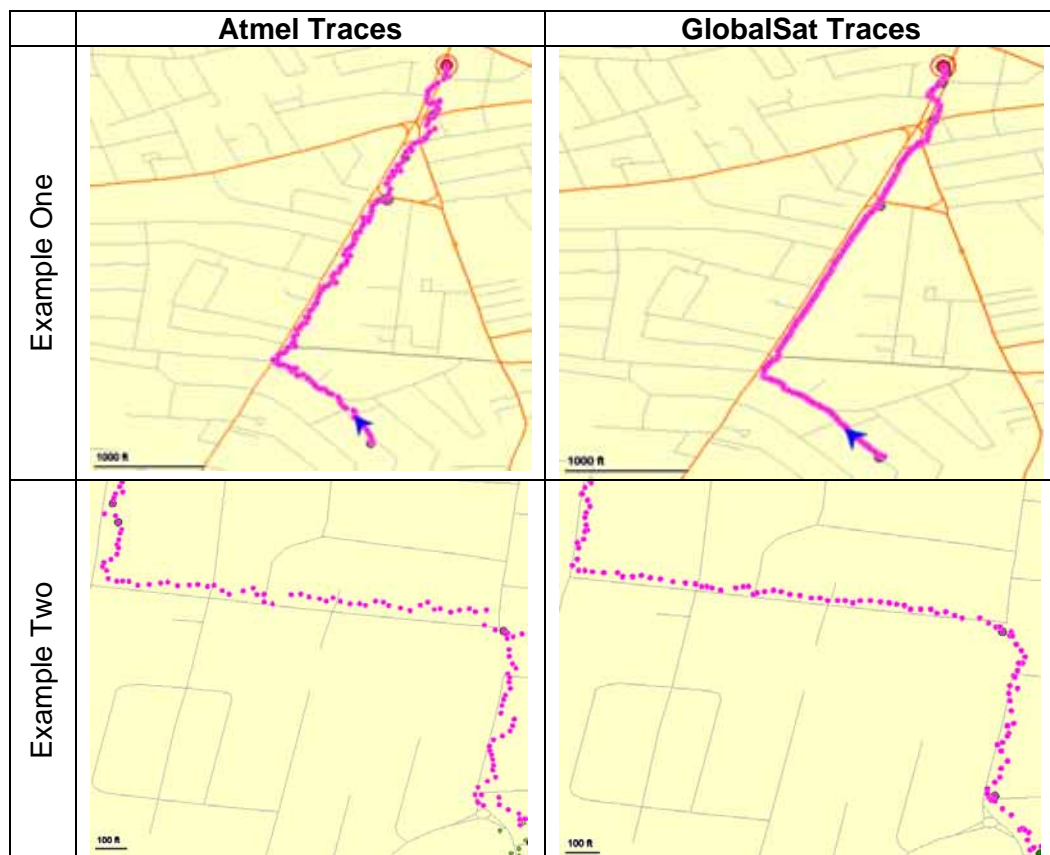 Atmel Traces
GlobalSat Traces
Example One
1000 ft
1000 ft
Example Two
100 ft
100 ft